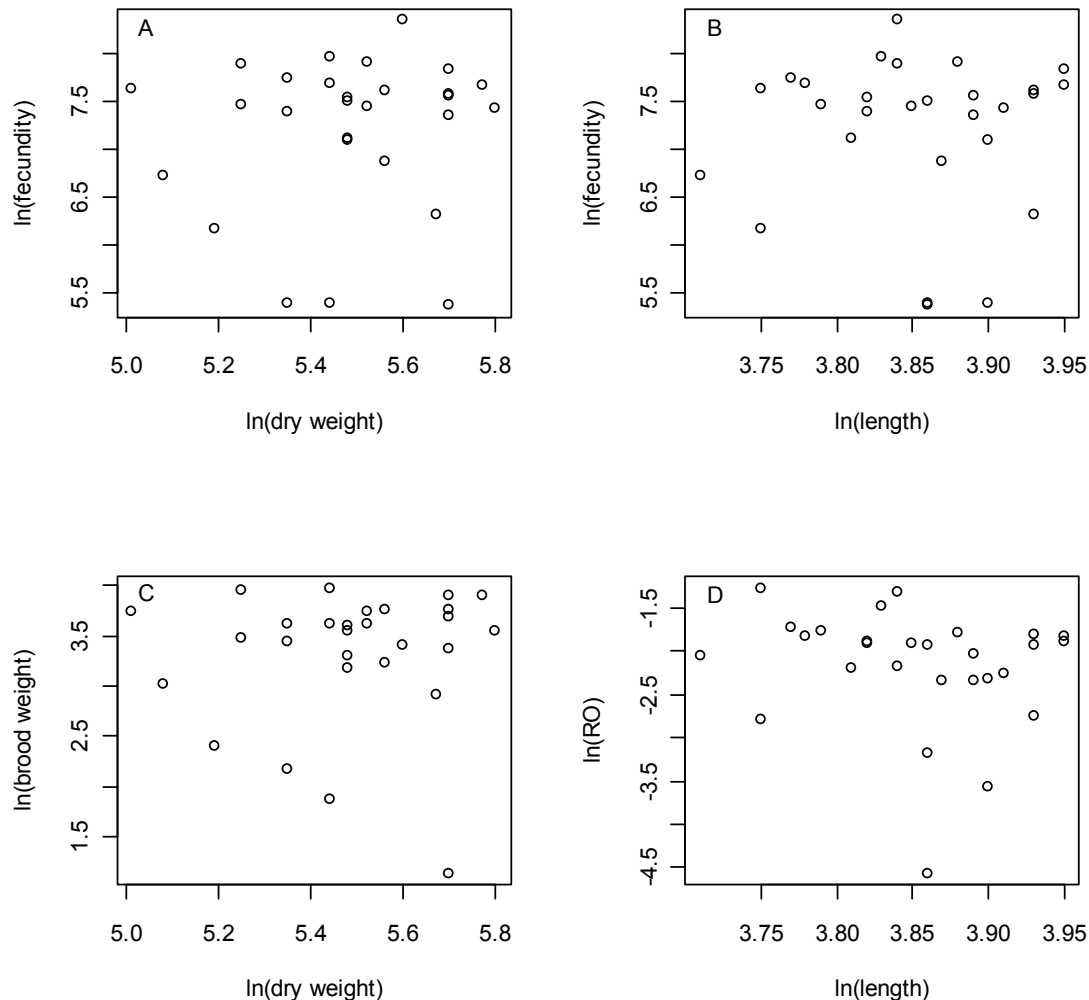 A
ln(fecundity)
7.5
6.5
5.5
5.0 5.2 5.4 5.6 5.8
ln(dry weight)
B
ln(fecundity)
7.5
6.5
5.5
3.75 3.80 3.85 3.90 3.95
ln(length)
C
ln(brood weight)
3.5
2.5
1.5
5.0 5.2 5.4 5.6 5.8
ln(dry weight)
D
ln(RO)
-1.5
-2.5
-3.5
-4.5
3.75 3.80 3.85 3.90 3.95
ln(length)